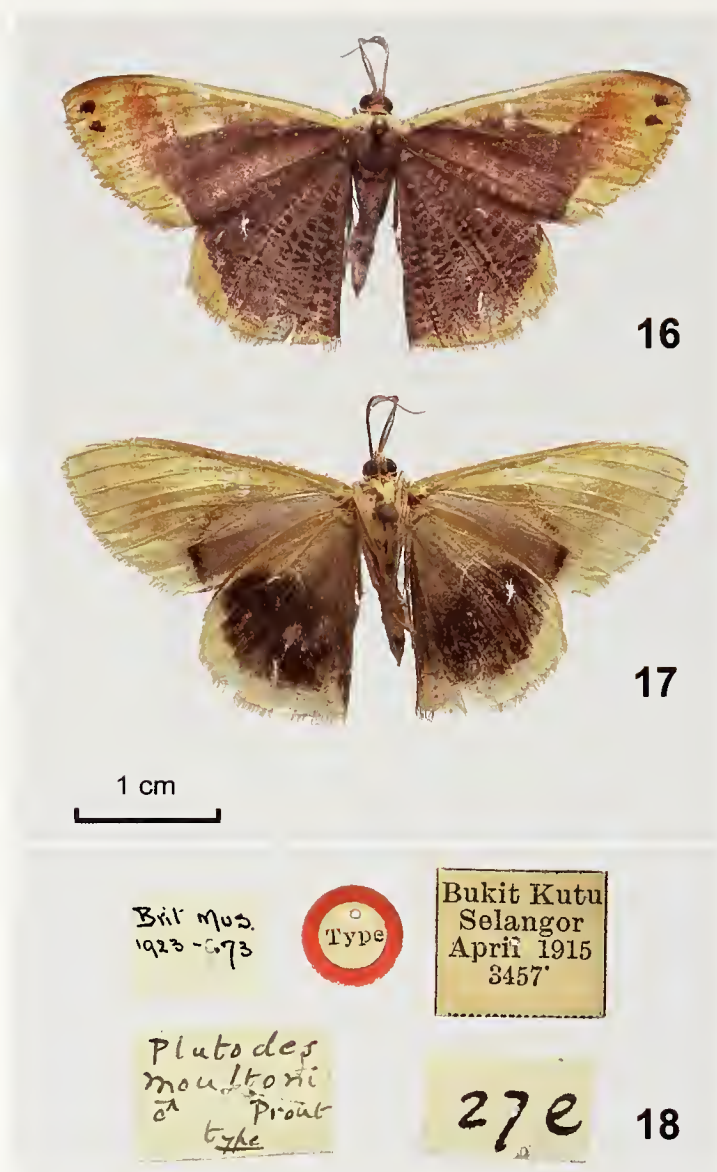 16
17
1 cm
Brit Mus.
1923-673
Type
Bukit Kutu
Selangor
April 1915
3457
Plutodes
moultoni
♂ Prout
type
27e
18